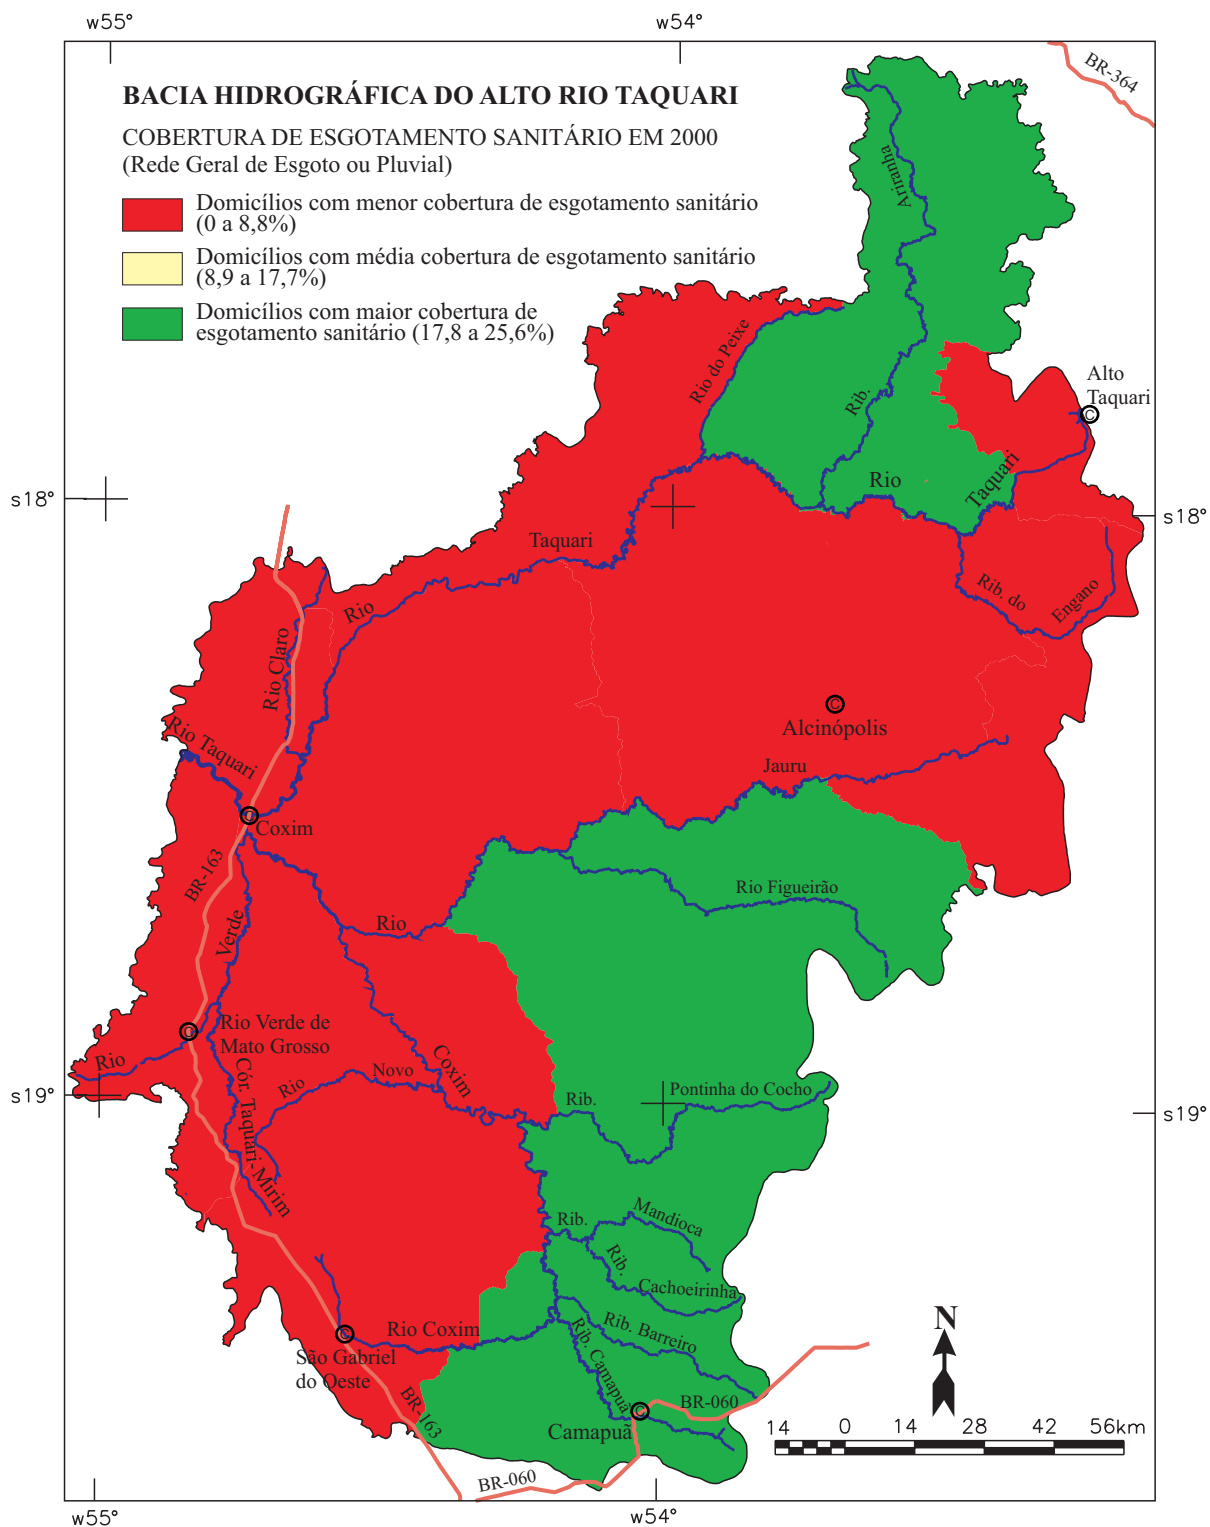 w55°
w54°
BR-364
BACIA HIDROGRÁFICA DO ALTO RIO TAQUARI
COBERTURA DE ESGOTAMENTO SANITÁRIO EM 2000
(Rede Geral de Esgoto ou Pluvial)
Domicílios com menor cobertura de esgotamento sanitário
(0 a 8,8%)
Domicílios com média cobertura de esgotamento sanitário
(8,9 a 17,7%)
Domicílios com maior cobertura de
esgotamento sanitário (17,8 a 25,6%)
Ariranha
Rio do Peixe
Rib.
Alto
Taquari
C
Rio
Taquari
s18°
s18°
Taquari
Rio
Rib. do
Engano
Rio Claro
C
Alcinópolis
Rio Taquari
Jauru
C
Coxim
BR-163
Rio Figueirão
Verde
Rio
C
Rio Verde de
Mato Grosso
Rio
Cór. Taquari-Mirim
Rio
Novo
Coxim
Rib.
Pontinha do Cocho
s19°
s19°
Rib.
Mandioca
Rib.
Cachoeirinha
Rib. Barreiro
Rib. Camapuã
Rio Coxim
C
São Gabriel
do Oeste
BR-163
C
Camapuã
BR-060
BR-060
N
14
0
14
28
42
56km
w55°
w54°